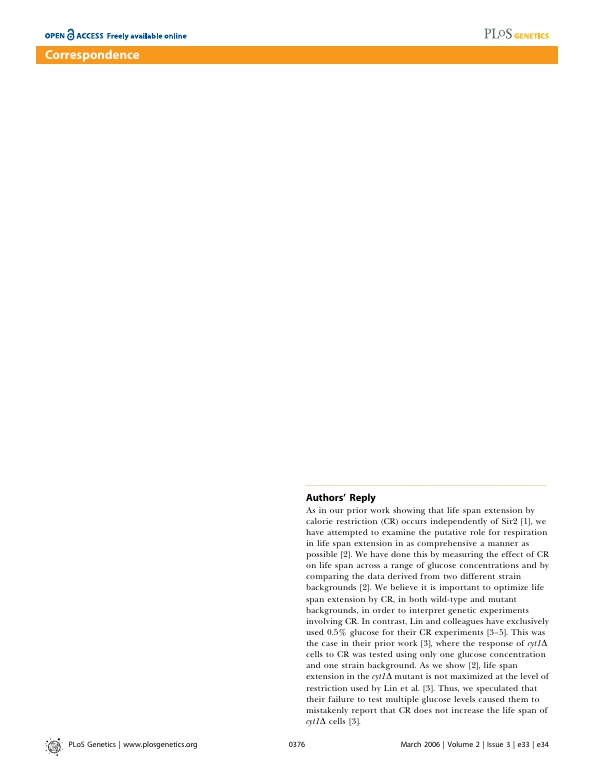 OPEN ACCESS Freely available online
PLoS GENETICS
Correspondence
Authors' Reply
As in our prior work showing that life span extension by
calorie restriction (CR) occurs independently of Sir2 [1], we
have attempted to examine the putative role for respiration
in life span extension in as comprehensive a manner as
possible [2]. We have done this by measuring the effect of CR
on life span across a range of glucose concentrations and by
comparing the data derived from two different strain
backgrounds [2]. We believe it is important to optimize life
span extension by CR, in both wild-type and mutant
backgrounds, in order to interpret genetic experiments
involving CR. In contrast, Lin and colleagues have exclusively
used 0.5% glucose for their CR experiments [3–5]. This was
the case in their prior work [3], where the response of cyt1Δ
cells to CR was tested using only one glucose concentration
and one strain background. As we show [2], life span
extension in the cyt1Δ mutant is not maximized at the level of
restriction used by Lin et al. [3]. Thus, we speculated that
their failure to test multiple glucose levels caused them to
mistakenly report that CR does not increase the life span of
cyt1Δ cells [3].
PLoS Genetics | www.plosgenetics.org
0376
March 2006 | Volume 2 | Issue 3 | e33 | e34